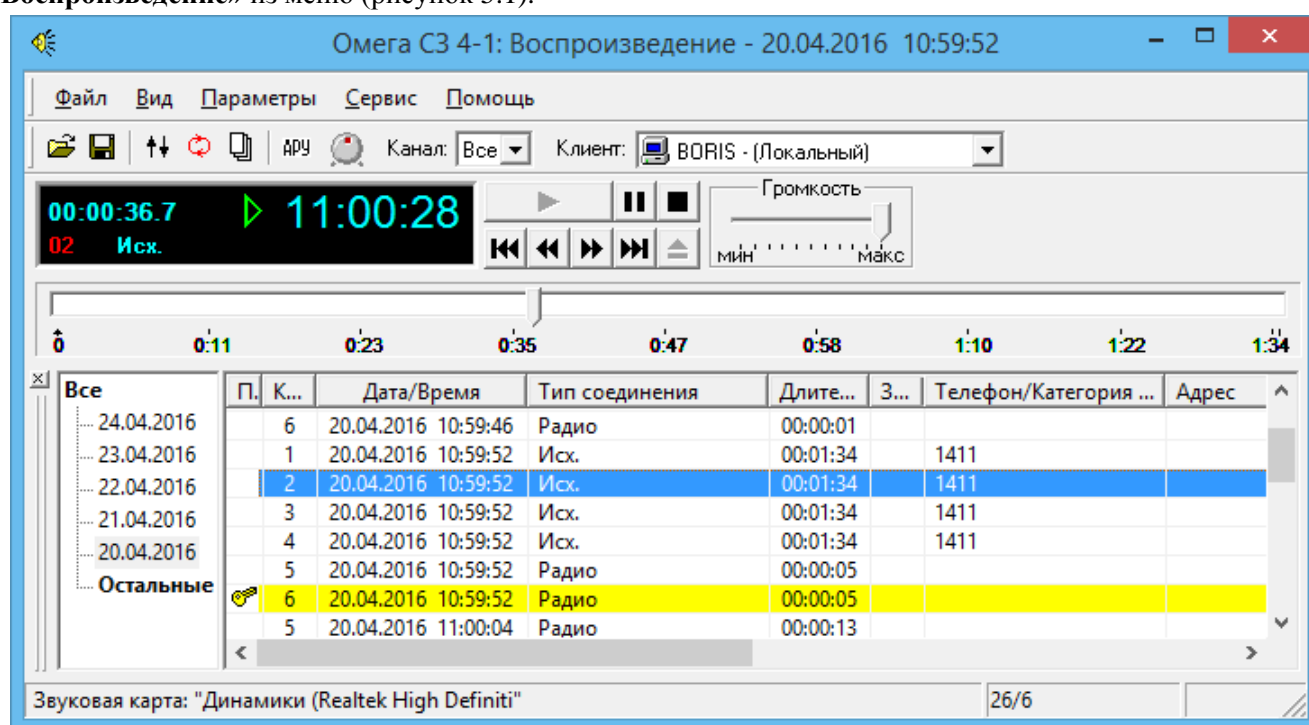 Воспроизведение» из меню (рисунок 3.1).
Омега СЗ 4-1: Воспроизведение - 20.04.2016 10:59:52
Файл Вид Параметры Сервис Помощь
АРУ Канал: Все Клиент: BORIS - (Локальный)
00:00:36.7 11:00:28
02 Исх.
Громкость
мин макс
0 0:11 0:23 0:35 0:47 0:58 1:10 1:22 1:34
Все
24.04.2016
23.04.2016
22.04.2016
21.04.2016
20.04.2016
Остальные
П. К... Дата/Время Тип соединения Длите... З... Телефон/Категория ... Адрес
6 20.04.2016 10:59:46 Радио 00:00:01
1 20.04.2016 10:59:52 Исх. 00:01:34 1411
2 20.04.2016 10:59:52 Исх. 00:01:34 1411
3 20.04.2016 10:59:52 Исх. 00:01:34 1411
4 20.04.2016 10:59:52 Исх. 00:01:34 1411
5 20.04.2016 10:59:52 Радио 00:00:05
6 20.04.2016 10:59:52 Радио 00:00:05
5 20.04.2016 11:00:04 Радио 00:00:13
Звуковая карта: "Динамики (Realtek High Definiti" 26/6